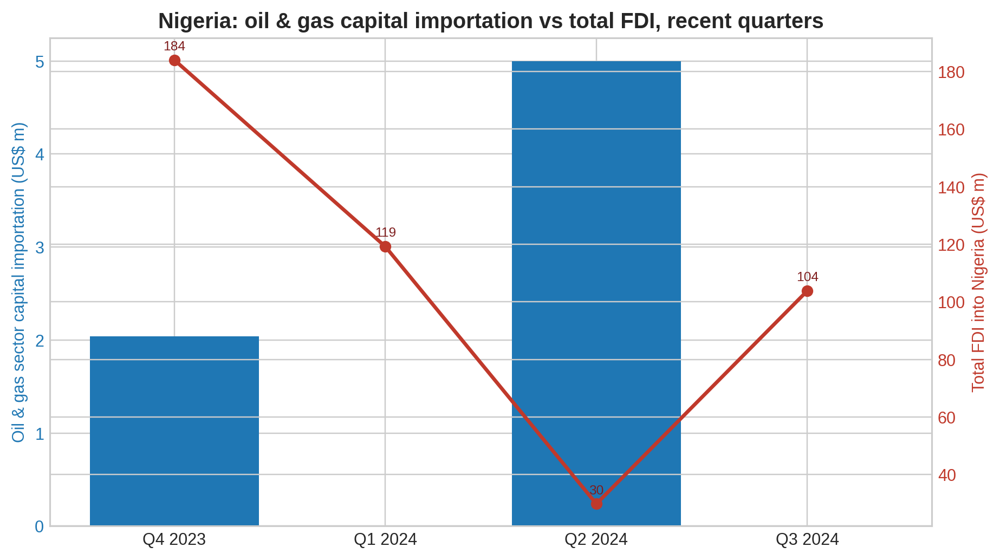 Nigeria: oil & gas capital importation vs total FDI, recent quarters
Oil & gas sector capital importation (US$ m)
5
4
3
2
1
0
184
119
30
104
180
160
140
120
100
80
60
40
Total FDI into Nigeria (US$ m)
Q4 2023
Q1 2024
Q2 2024
Q3 2024